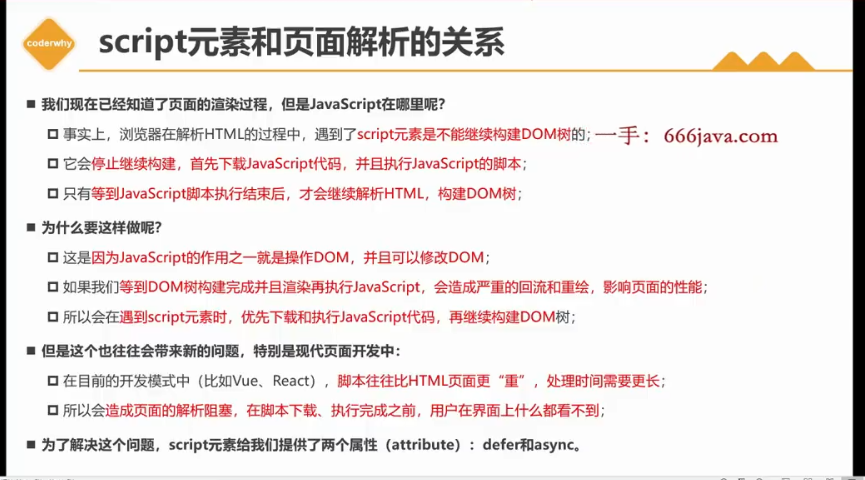 coderwhy
script元素和页面解析的关系
我们现在已经知道了页面的渲染过程，但是JavaScript在哪里呢？
事实上，浏览器在解析HTML的过程中，遇到了script元素是不能继续构建DOM树的； 一手：666java.com
它会停止继续构建，首先下载JavaScript代码，并且执行JavaScript的脚本；
只有等到JavaScript脚本执行结束后，才会继续解析HTML，构建DOM树；
为什么要这样做呢？
这是因为JavaScript的作用之一就是操作DOM，并且可以修改DOM；
如果我们等到DOM树构建完成并且渲染再执行JavaScript，会造成严重的回流和重绘，影响页面的性能；
所以会在遇到script元素时，优先下载和执行JavaScript代码，再继续构建DOM树；
但是这个也往往会带来新的问题，特别是现代页面开发中：
在目前的开发模式中（比如Vue、React），脚本往往比HTML页面更“重”，处理时间需要更长；
所以会造成页面的解析阻塞，在脚本下载、执行完成之前，用户在界面上什么都看不到；
为了解决这个问题，script元素给我们提供了两个属性（attribute）：defer和async。